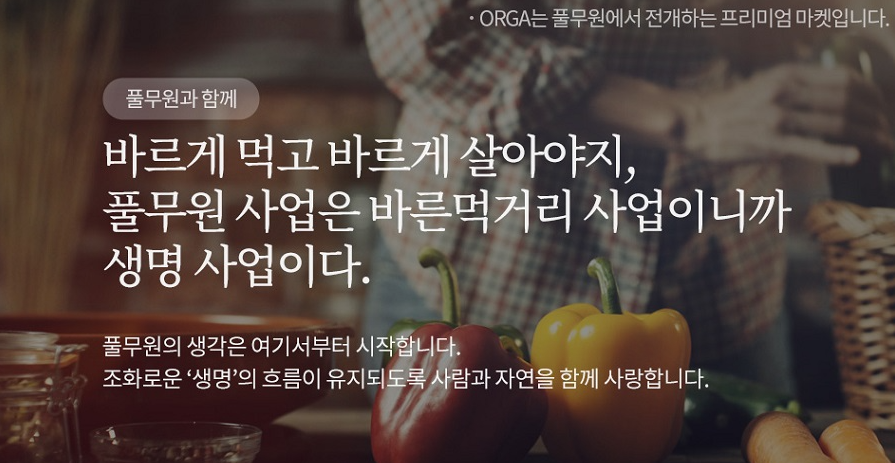 · ORGA는 풀무원에서 전개하는 프리미엄 마켓입니다.
풀무원과 함께
바르게 먹고 바르게 살아야지,
풀무원 사업은 바른먹거리 사업이니까
생명 사업이다.
풀무원의 생각은 여기서부터 시작합니다.
조화로운 ‘생명’의 흐름이 유지되도록 사람과 자연을 함께 사랑합니다.